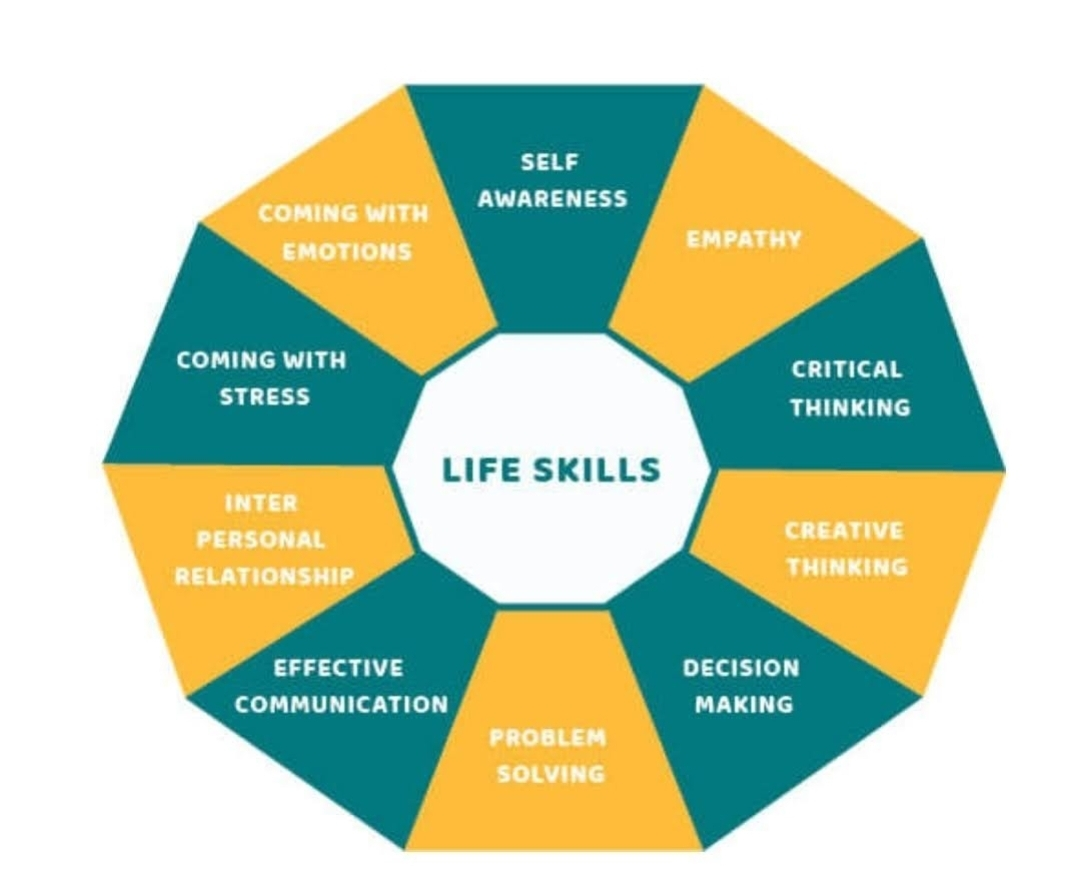 SELF
AWARENESS
EMPATHY
CRITICAL
THINKING
CREATIVE
THINKING
DECISION
MAKING
PROBLEM
SOLVING
EFFECTIVE
COMMUNICATION
INTER
PERSONAL
RELATIONSHIP
COMING WITH
STRESS
COMING WITH
EMOTIONS
LIFE SKILLS